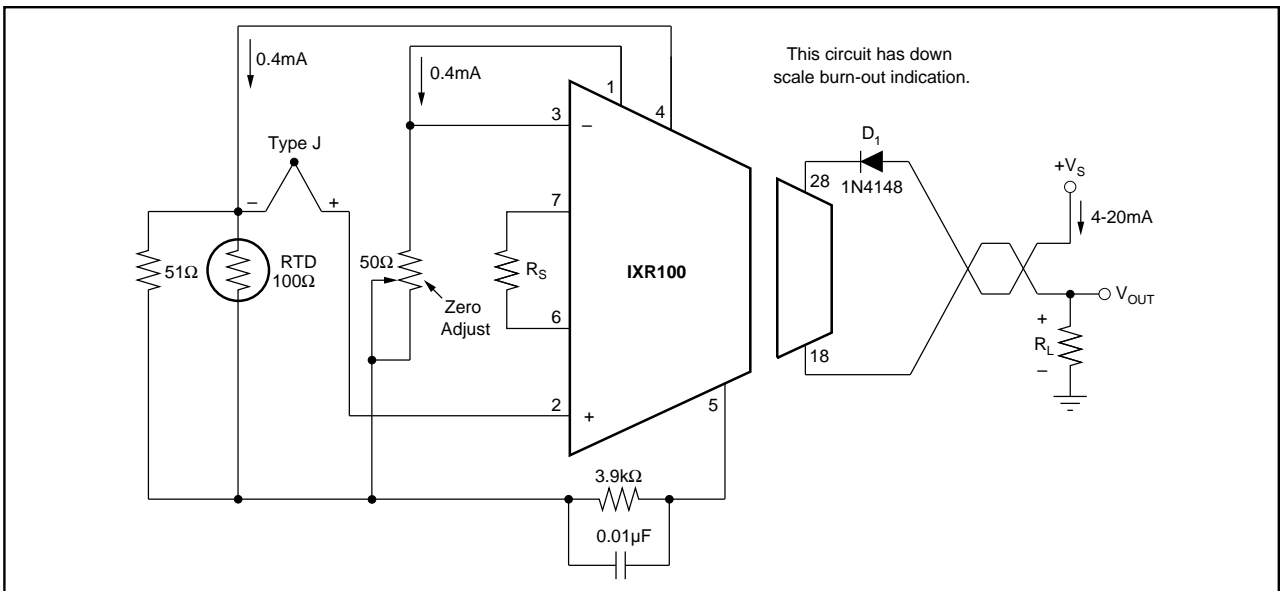 This circuit has down
scale burn-out indication.
0.4mA
0.4mA
1
4
3
–
Type J
–
+
7
28
D1
1N4148
+VS
4-20mA
51Ω
RTD
100Ω
50Ω
RS
IXR100
Zero
Adjust
6
+
RL
–
VOUT
18
2
+
5
3.9kΩ
0.01µF